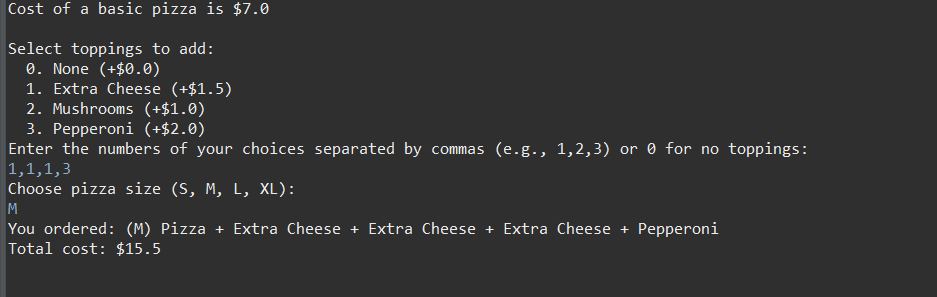 Cost of a basic pizza is $7.0
Select toppings to add:
0. None (+$0.0)
1. Extra Cheese (+$1.5)
2. Mushrooms (+$1.0)
3. Pepperoni (+$2.0)
Enter the numbers of your choices separated by commas (e.g., 1,2,3) or 0 for no toppings:
1,1,1,3
Choose pizza size (S, M, L, XL):
M
You ordered: (M) Pizza + Extra Cheese + Extra Cheese + Extra Cheese + Pepperoni
Total cost: $15.5